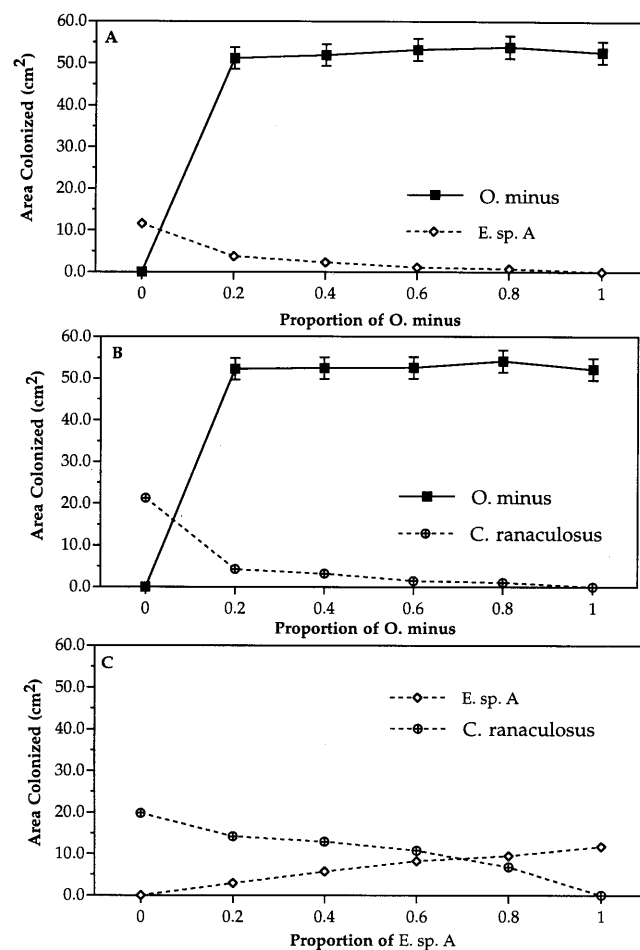 A
60.0
50.0
40.0
30.0
20.0
10.0
0.0
Area Colonized (cm2)
O. minus
E. sp. A
0 0.2 0.4 0.6 0.8 1
Proportion of O. minus
B
60.0
50.0
40.0
30.0
20.0
10.0
0.0
Area Colonized (cm2)
O. minus
C. ranaculosus
0 0.2 0.4 0.6 0.8 1
Proportion of O. minus
C
60.0
50.0
40.0
30.0
20.0
10.0
0.0
Area Colonized (cm2)
E. sp. A
C. ranaculosus
0 0.2 0.4 0.6 0.8 1
Proportion of E. sp. A